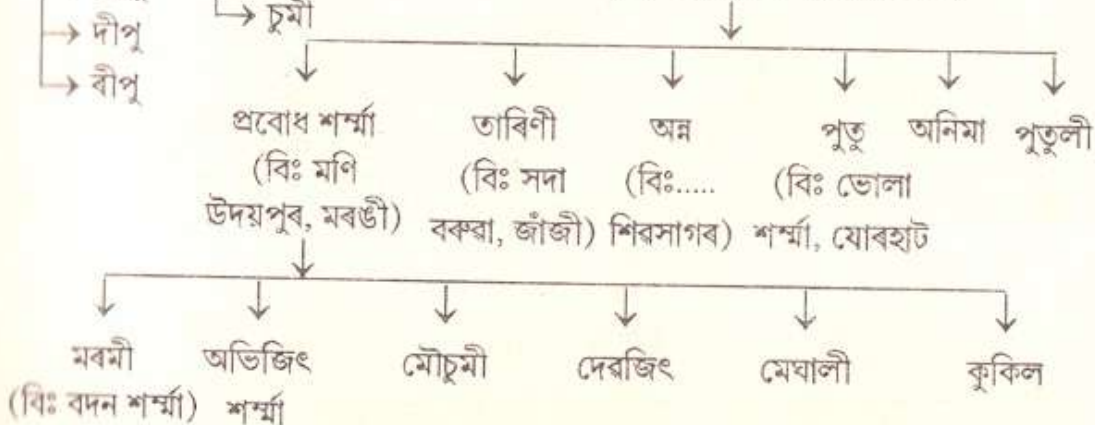 চুমী
দীপু
বীপু
প্ৰবোধ শৰ্ম্মা তাৰিণী অন্ন পুতু অনিমা পুতুলী
(বিঃ মণি (বিঃ সদা (বিঃ..... (বিঃ ভোলা
উদয়পুৰ, মৰঙী) বৰুৱা, জাঁজী) শিৱসাগৰ) শৰ্ম্মা, যোৰহাট
মৰমী অভিজিৎ মৌচুমী দেৱজিৎ মেঘালী কুকিল
(বিঃ বদন শৰ্ম্মা) শৰ্ম্মা